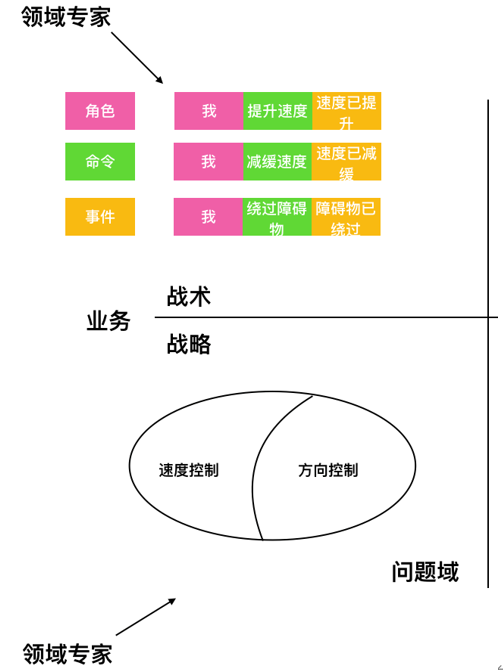 领域专家
角色
我
提升速度
速度已提
升
命令
我
减缓速度
速度已减
缓
事件
我
绕过障碍
物
障碍物已
绕过
战术
业务
战略
速度控制
方向控制
问题域
领域专家